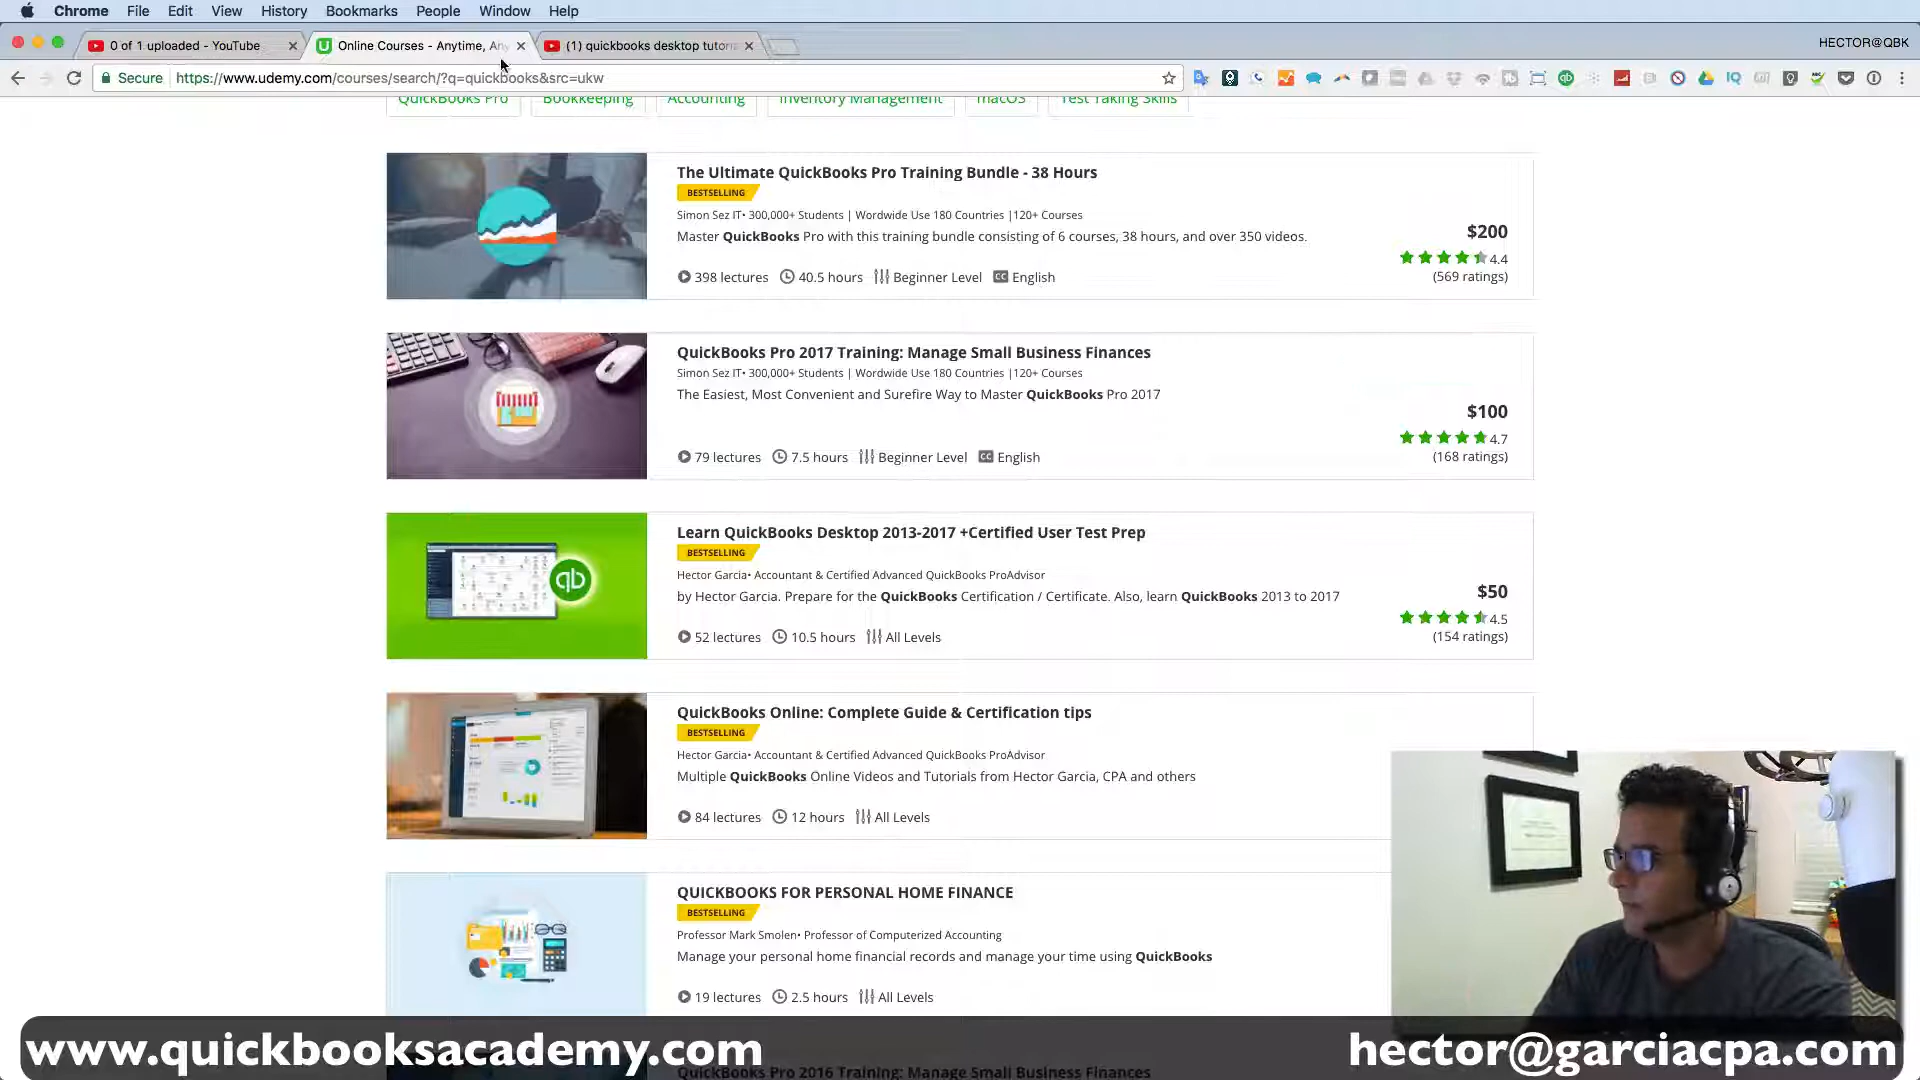 Chrome File Edit View History Bookmarks People Window Help
0 of 1 uploaded - YouTube
Online Courses - Anytime, An
(1) quickbooks desktop tutori
HECTOR@QBK
Secure https://www.udemy.com/courses/search/?q=quickbooks&src=ukw
QuickBooks Pro Bookkeeping Accounting Inventory Management macOS Test Taking Skills
The Ultimate QuickBooks Pro Training Bundle - 38 Hours
BESTSELLING
Simon Sez IT• 300,000+ Students | Wordwide Use 180 Countries |120+ Courses
Master QuickBooks Pro with this training bundle consisting of 6 courses, 38 hours, and over 350 videos.
398 lectures 40.5 hours Beginner Level CC English
$200
4.4
(569 ratings)
QuickBooks Pro 2017 Training: Manage Small Business Finances
Simon Sez IT• 300,000+ Students | Wordwide Use 180 Countries |120+ Courses
The Easiest, Most Convenient and Surefire Way to Master QuickBooks Pro 2017
79 lectures 7.5 hours Beginner Level CC English
$100
4.7
(168 ratings)
Learn QuickBooks Desktop 2013-2017 +Certified User Test Prep
BESTSELLING
Hector Garcia• Accountant & Certified Advanced QuickBooks ProAdvisor
by Hector Garcia. Prepare for the QuickBooks Certification / Certificate. Also, learn QuickBooks 2013 to 2017
52 lectures 10.5 hours All Levels
$50
4.5
(154 ratings)
qb
QuickBooks Online: Complete Guide & Certification tips
BESTSELLING
Hector Garcia• Accountant & Certified Advanced QuickBooks ProAdvisor
Multiple QuickBooks Online Videos and Tutorials from Hector Garcia, CPA and others
84 lectures 12 hours All Levels
QUICKBOOKS FOR PERSONAL HOME FINANCE
BESTSELLING
Professor Mark Smolen• Professor of Computerized Accounting
Manage your personal home financial records and manage your time using QuickBooks
19 lectures 2.5 hours All Levels
www.quickbooksacademy.com
hector@garciacpa.com
QuickBooks Pro 2016 Training: Manage Small Business Finances